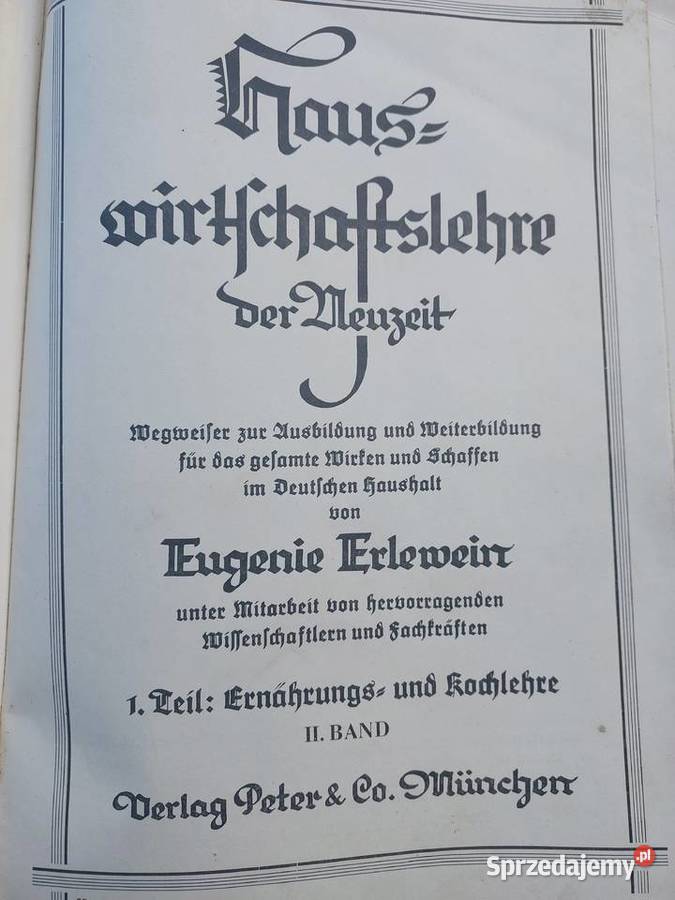 Haus-
wirtschaftslehre
der Neuzeit
Wegweiser zur Ausbildung und Weiterbildung
für das gesamte Wirken und Schaffen
im Deutschen Haushalt
von
Eugenie Erlewein
unter Mitarbeit von hervorragenden
Wissenschaftlern und Fachkräften
1. Teil: Ernährungs- und Kochlehre
II. BAND
Verlag Peter & Co. München
Sprzedajemy.pl